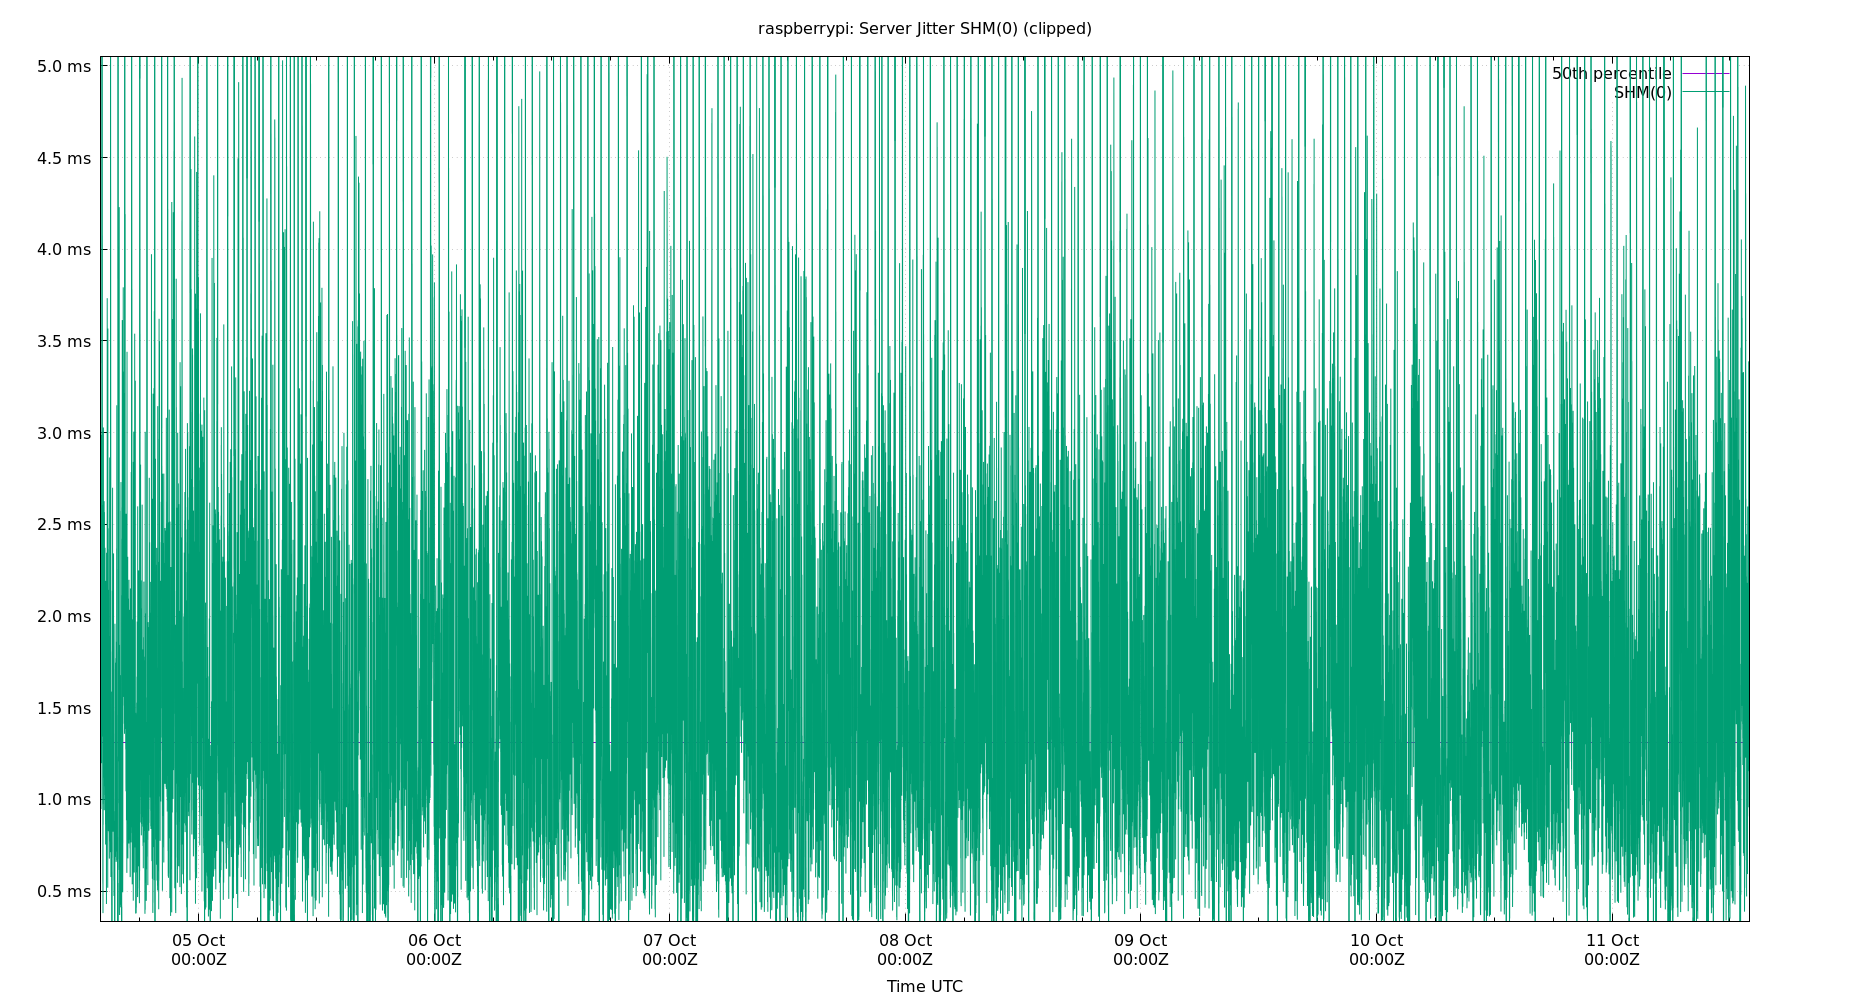 raspberrypi: Server Jitter SHM(0) (clipped)
50th percentile
SHM(0)
5.0 ms
4.5 ms
4.0 ms
3.5 ms
3.0 ms
2.5 ms
2.0 ms
1.5 ms
1.0 ms
0.5 ms
05 Oct 06 Oct 07 Oct 08 Oct 09 Oct 10 Oct 11 Oct
00:00Z 00:00Z 00:00Z 00:00Z 00:00Z 00:00Z 00:00Z
Time UTC